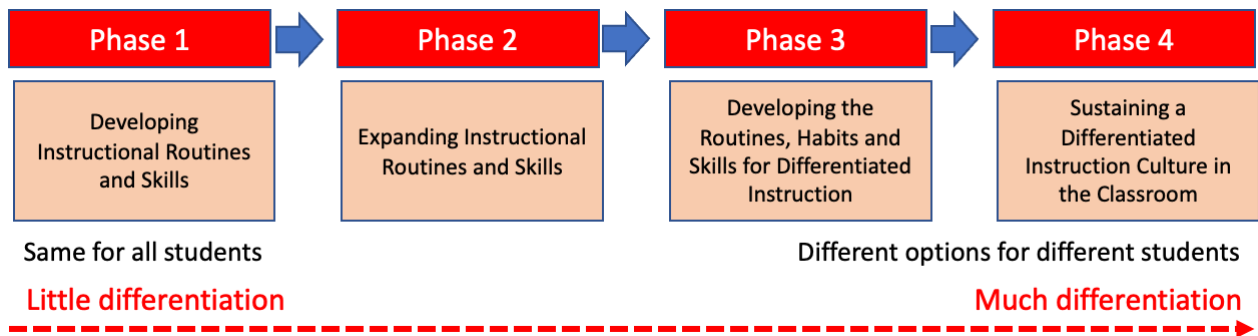 Phase 1
Phase 2
Phase 3
Phase 4
Developing
Instructional Routines
and Skills
Expanding Instructional
Routines and Skills
Developing the
Routines, Habits and
Skills for Differentiated
Instruction
Sustaining a
Differentiated
Instruction Culture in
the Classroom
Same for all students
Different options for different students
Little differentiation
Much differentiation